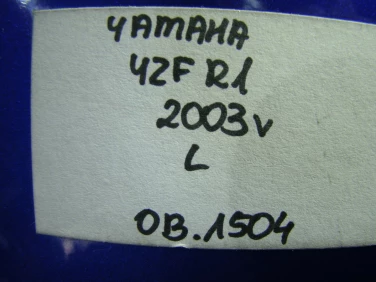 YAMAHA
YZF R1
2003v
L
OB.1504